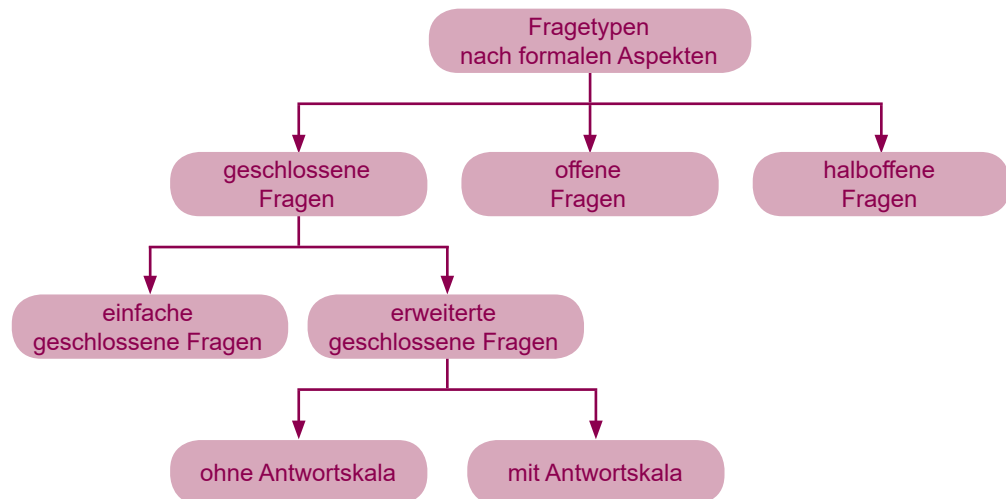 Fragetypen
nach formalen Aspekten
geschlossene
Fragen
offene
Fragen
halboffene
Fragen
einfache
geschlossene Fragen
erweiterte
geschlossene Fragen
ohne Antwortskala
mit Antwortskala